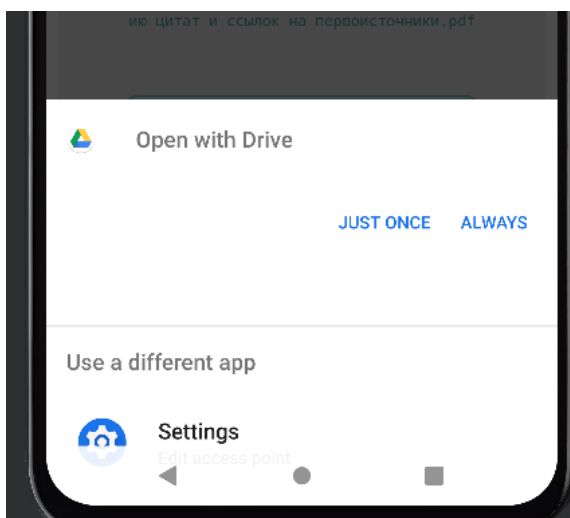 ию цитат и ссылок на первоисточники.pdf
Open with Drive
JUST ONCE
ALWAYS
Use a different app
Settings
Edit access point